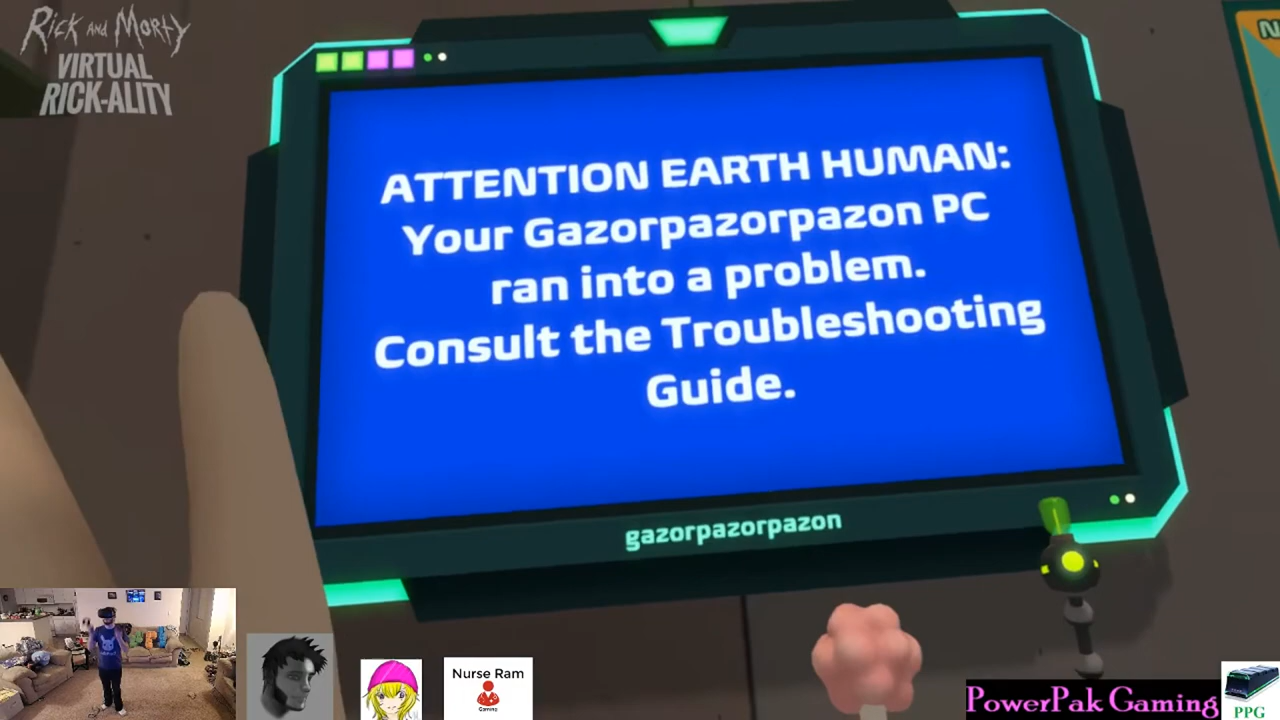 RICK AND MORTY
VIRTUAL
RICK-ALITY
ATTENTION EARTH HUMAN:
Your Gazorpazorpazon PC
ran into a problem.
Consult the Troubleshooting
Guide.
gazorpazorpazon
Nurse Ram
Gaming
PowerPak Gaming
PPG